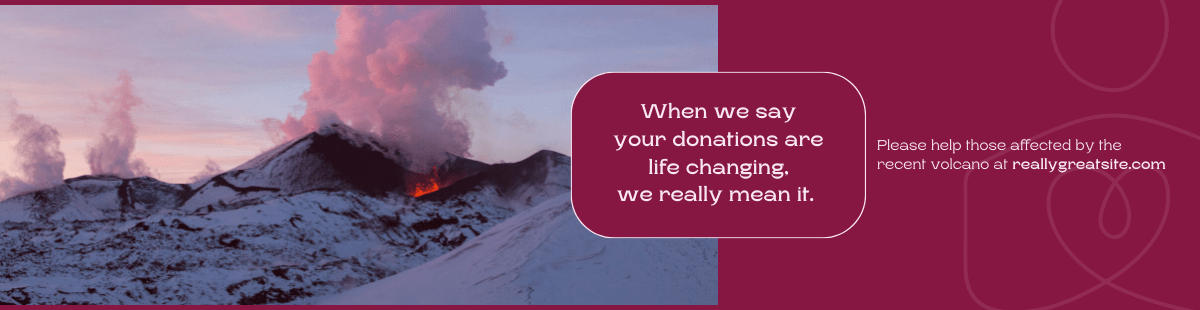 When we say
your donations are
life changing,
we really mean it.
Please help those affected by the
recent volcano at reallygreatsite.com